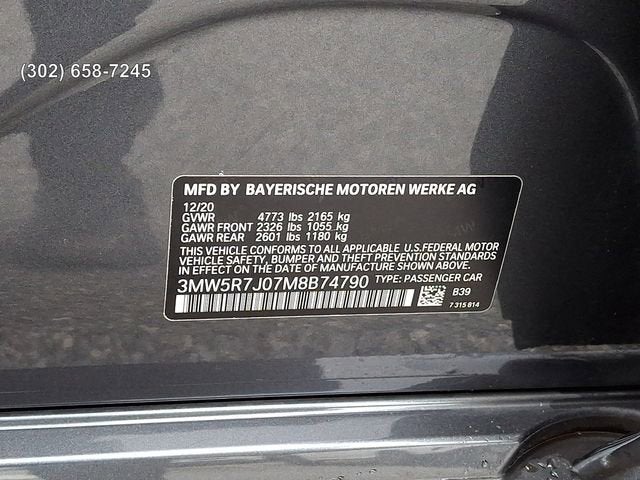 (302) 658-7245
MFD BY BAYERISCHE MOTOREN WERKE AG
12/20
GVWR 4773 lbs 2165 kg
GAWR FRONT 2326 lbs 1055 kg
GAWR REAR 2601 lbs 1180 kg
THIS VEHICLE CONFORMS TO ALL APPLICABLE U.S.FEDERAL MOTOR
VEHICLE SAFETY, BUMPER AND THEFT PREVENTION STANDARDS
IN EFFECT ON THE DATE OF MANUFACTURE SHOWN ABOVE.
3MW5R7J07M8B74790 TYPE: PASSENGER CAR
B39
7 315 814